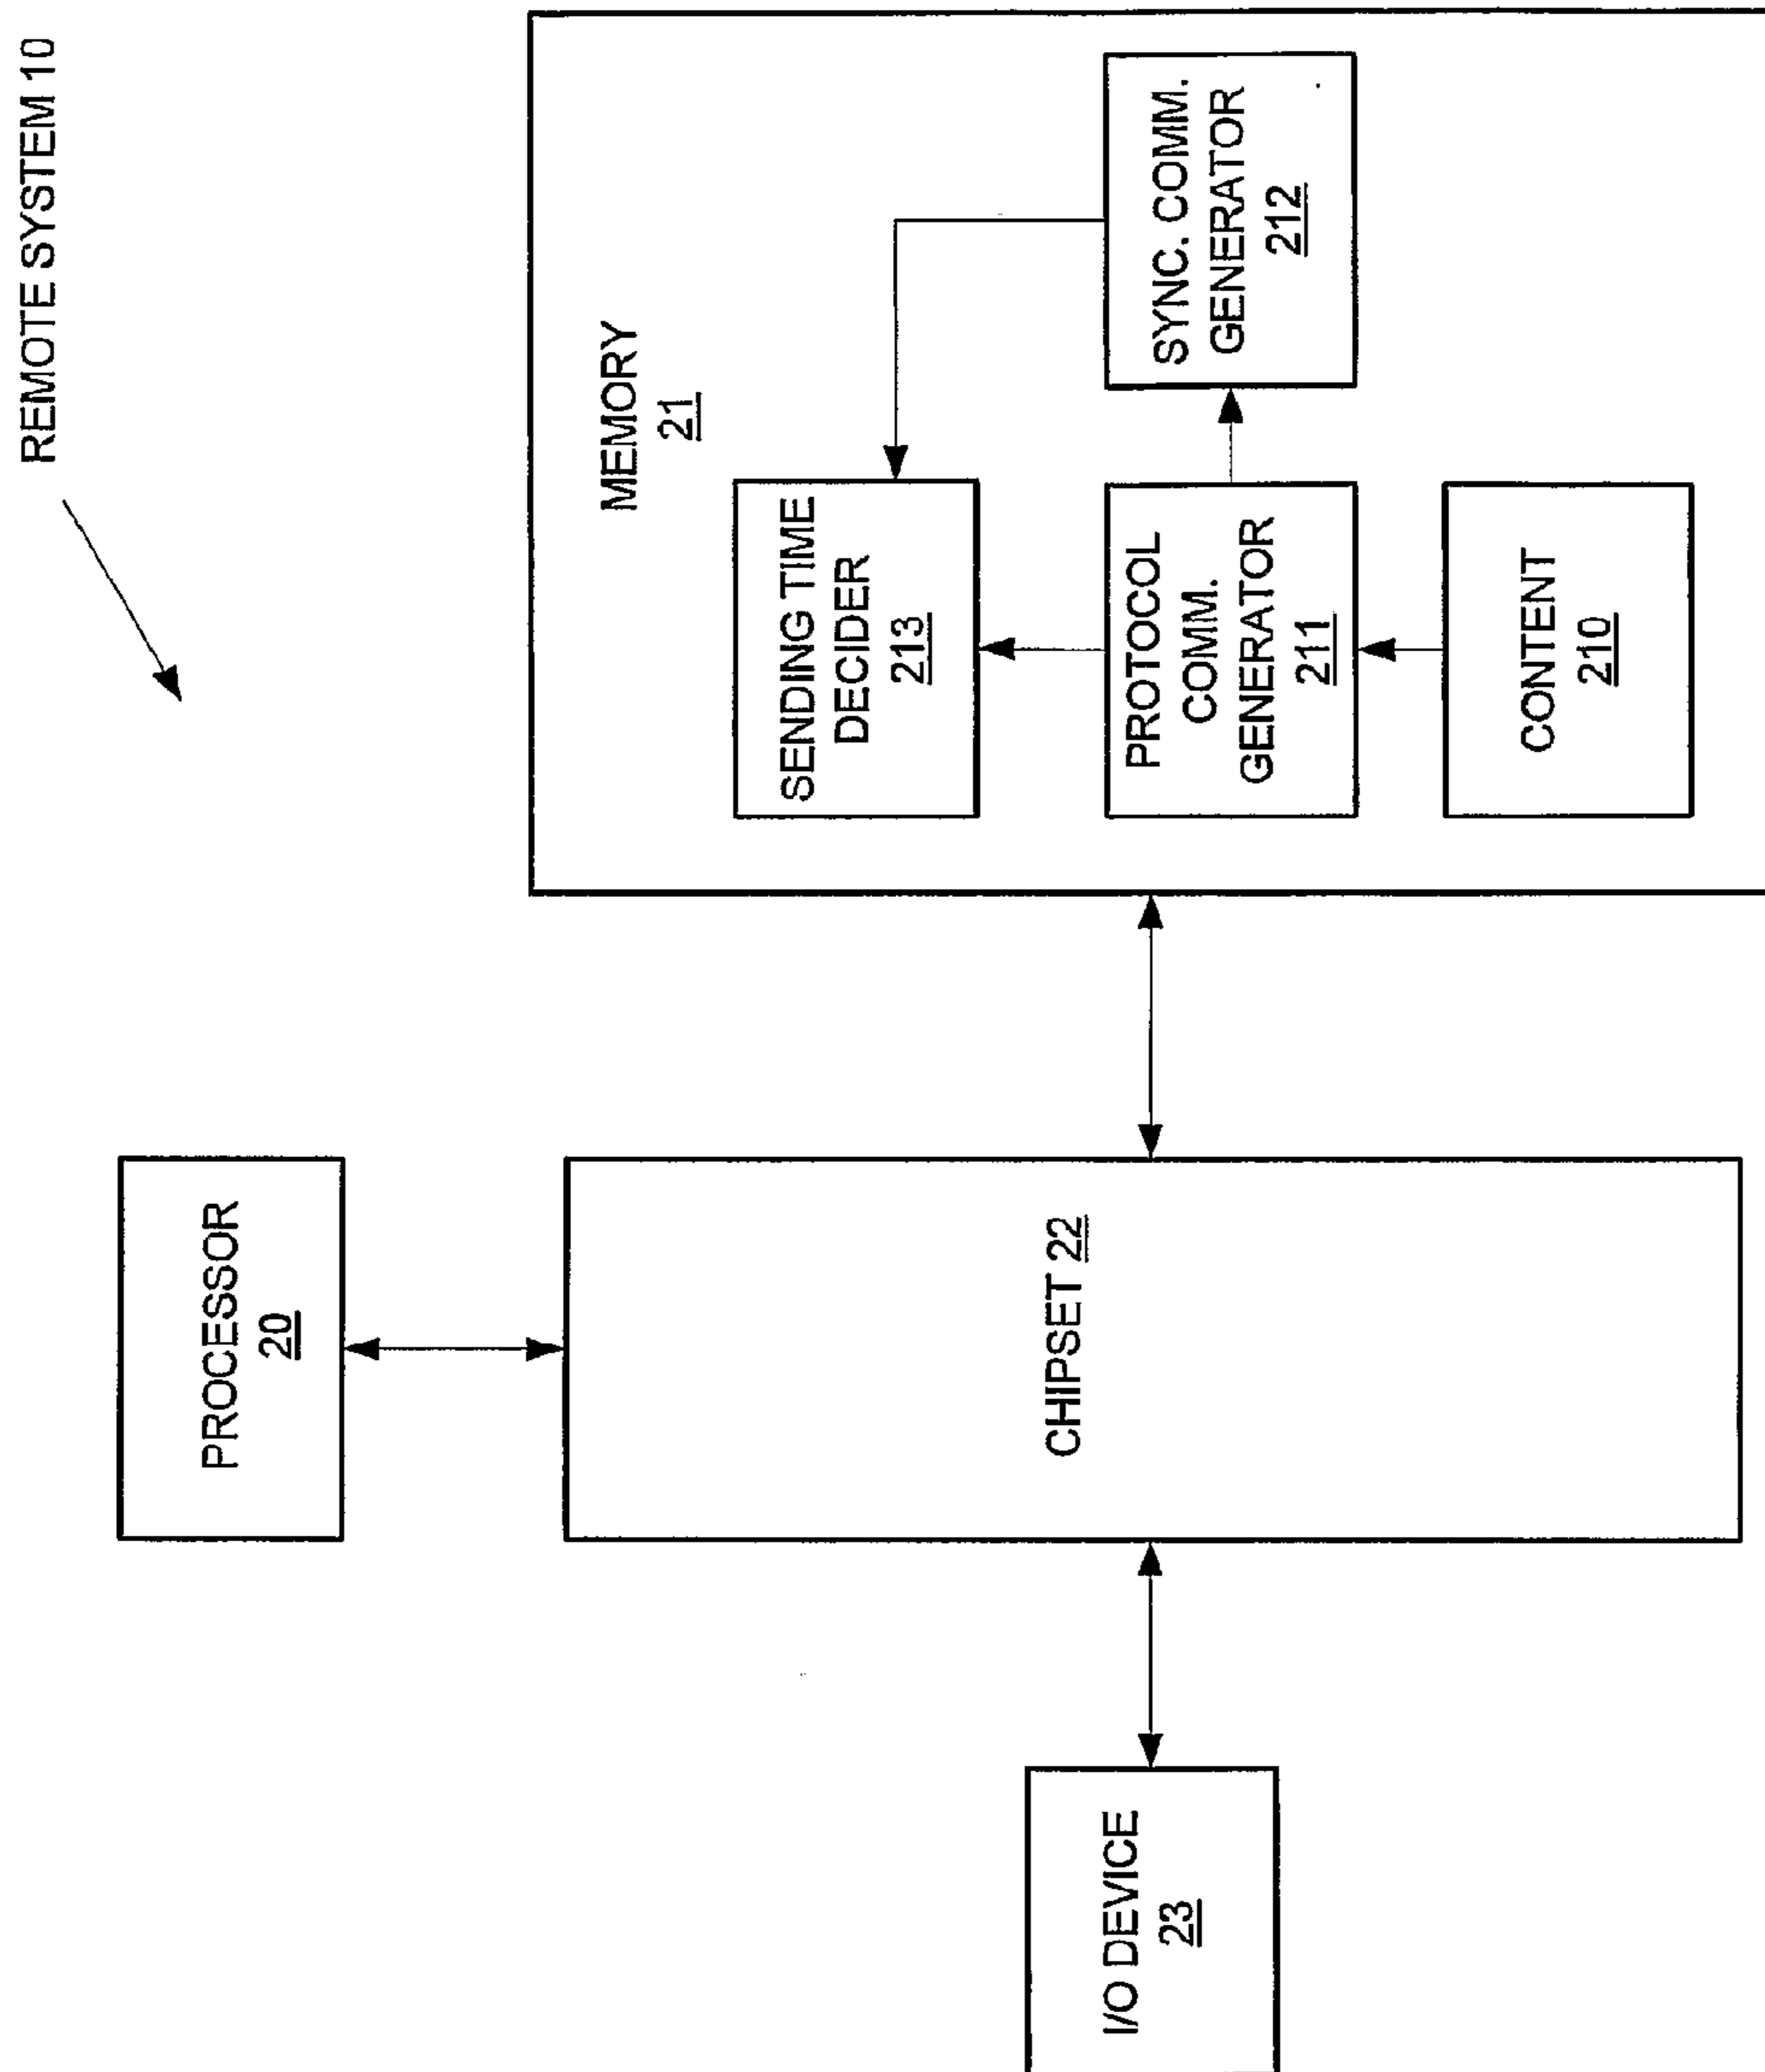 REMOTE SYSTEM 10
PROCESSOR
20
MEMORY
21
SENDING TIME
DECIDER
213
PROTOCOL
COMM.
GENERATOR
211
SYNC. COMM.
GENERATOR
212
CONTENT
210
CHIPSET 22
I/O DEVICE
23